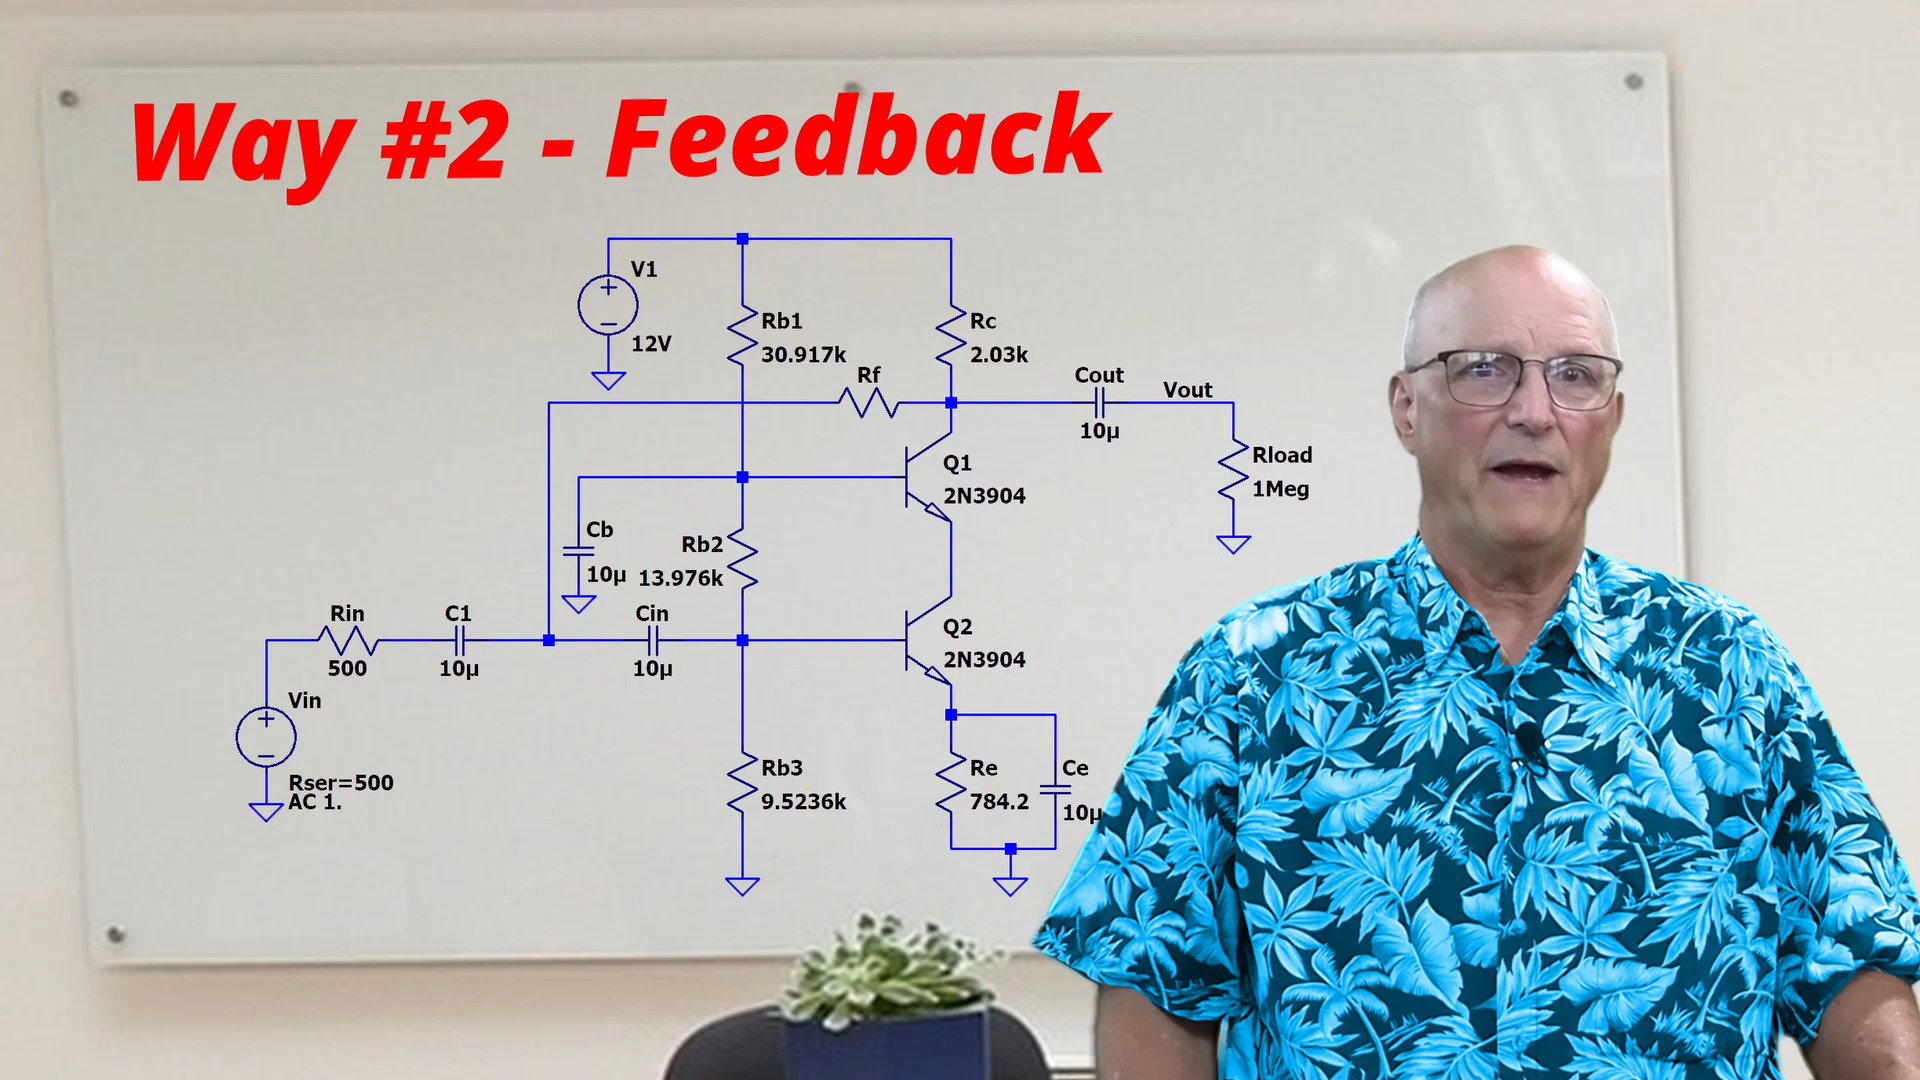 Way #2 - Feedback
V1
12V
Rb1
30.917k
Rc
2.03k
Rf
Cout
10µ
Vout
Rload
1Meg
Q1
2N3904
Cb
10µ
Rb2
13.976k
Rin
500
C1
10µ
Cin
10µ
Q2
2N3904
Vin
Rser=500
AC 1.
Rb3
9.5236k
Re
784.2
Ce
10µ